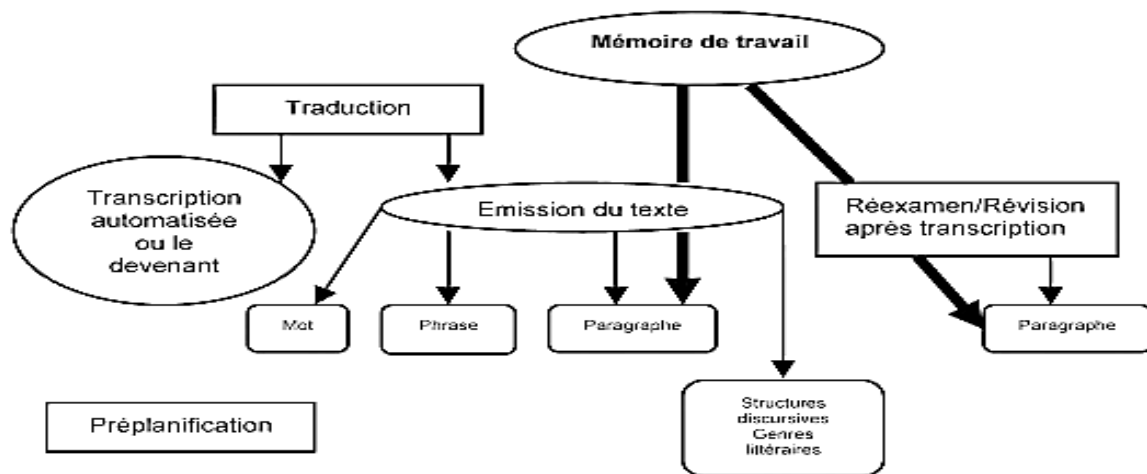 Mémoire de travail
Traduction
Transcription
automatisée
ou le
devenant
Emission du texte
Réexamen/Révision
après transcription
Mot
Phrase
Paragraphe
Paragraphe
Structures
discursives
Genres
littéraires
Préplanification